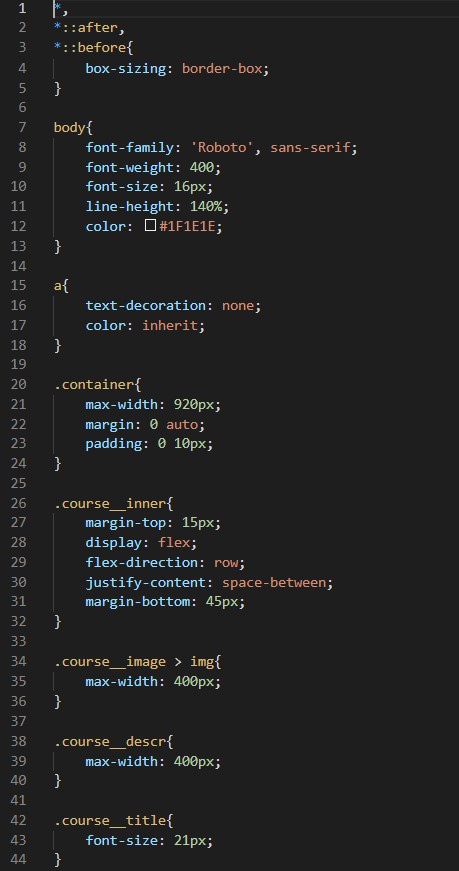 1 *,
2 *::after,
3 *::before{
4     box-sizing: border-box;
5 }
6
7 body{
8     font-family: 'Roboto', sans-serif;
9     font-weight: 400;
10     font-size: 16px;
11     line-height: 140%;
12     color: #1F1E1E;
13 }
14
15 a{
16     text-decoration: none;
17     color: inherit;
18 }
19
20 .container{
21     max-width: 920px;
22     margin: 0 auto;
23     padding: 0 10px;
24 }
25
26 .course__inner{
27     margin-top: 15px;
28     display: flex;
29     flex-direction: row;
30     justify-content: space-between;
31     margin-bottom: 45px;
32 }
33
34 .course__image > img{
35     max-width: 400px;
36 }
37
38 .course__descr{
39     max-width: 400px;
40 }
41
42 .course__title{
43     font-size: 21px;
44 }